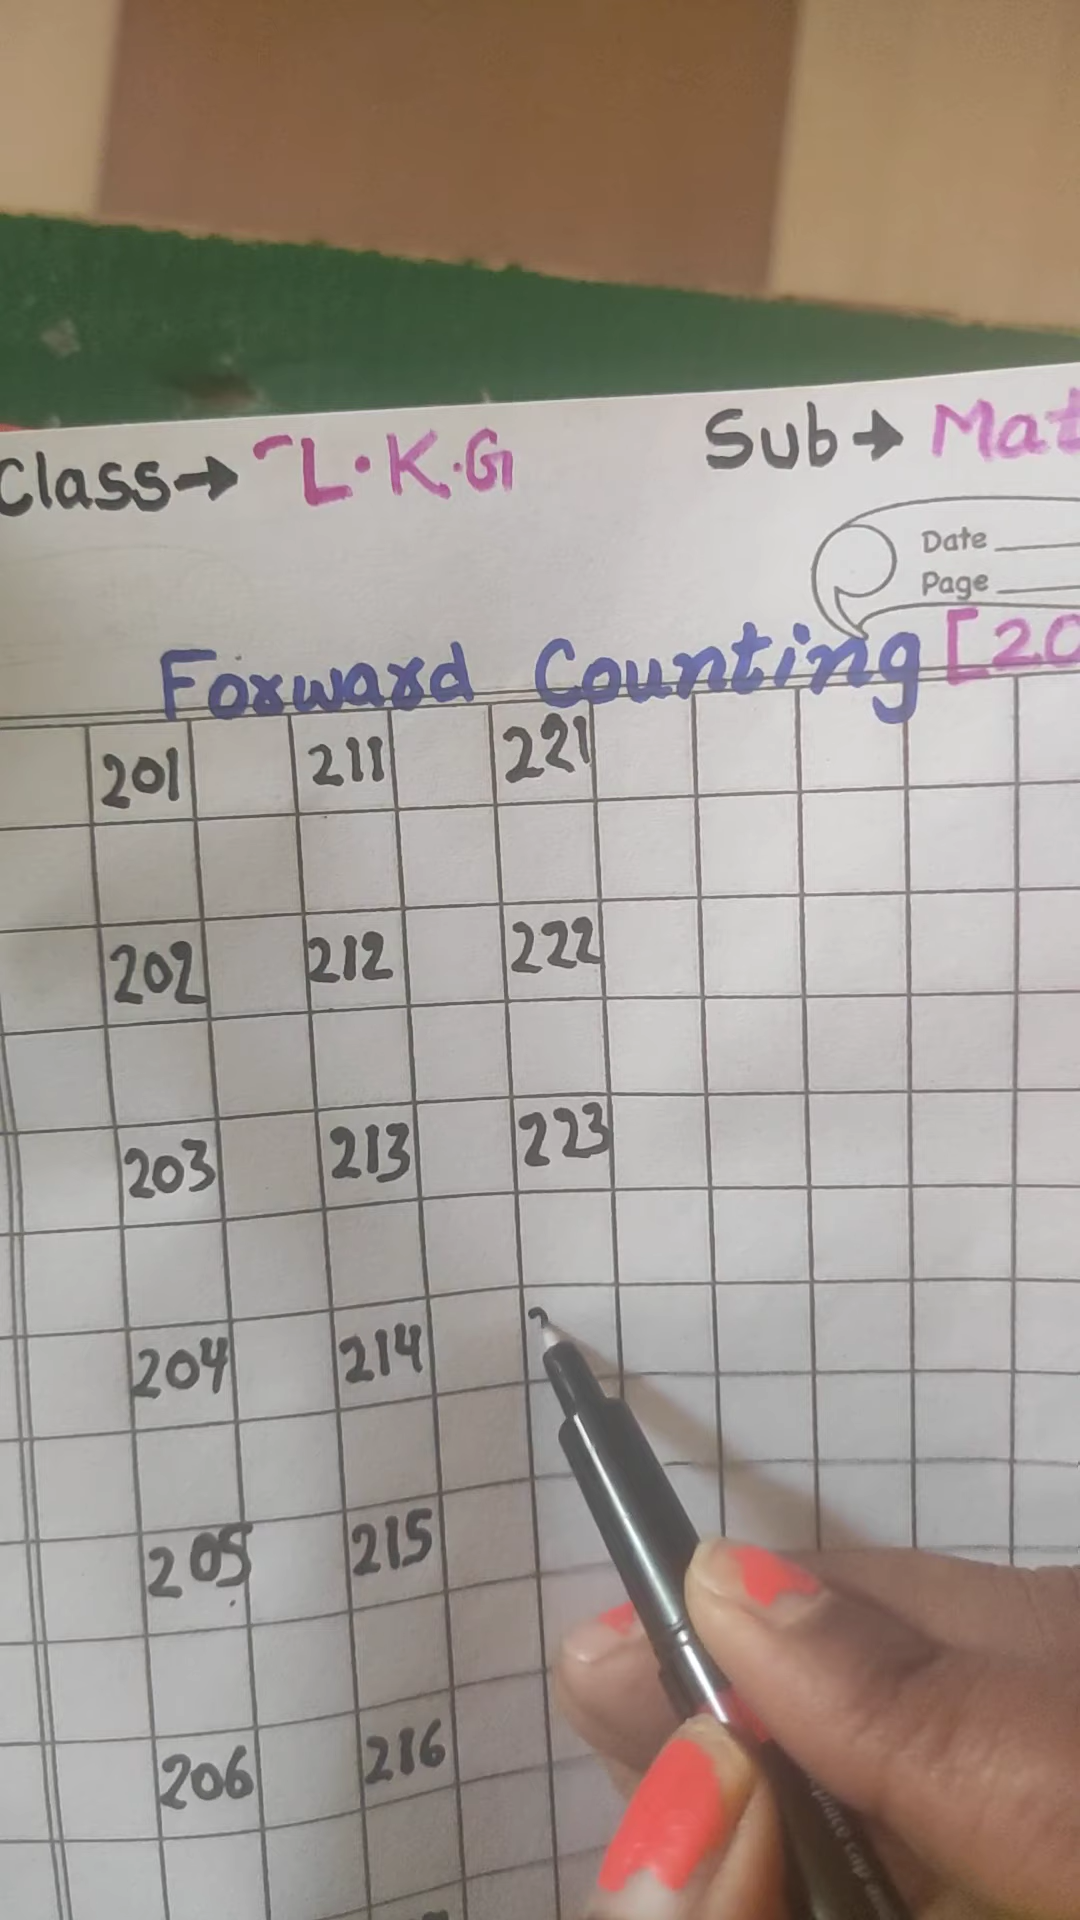 Class→ L.K.G Sub→ Mat
Date
Page
Forward Counting [20
201 211 221
202 212 222
203 213 223
204 214 2
205 215
206 216